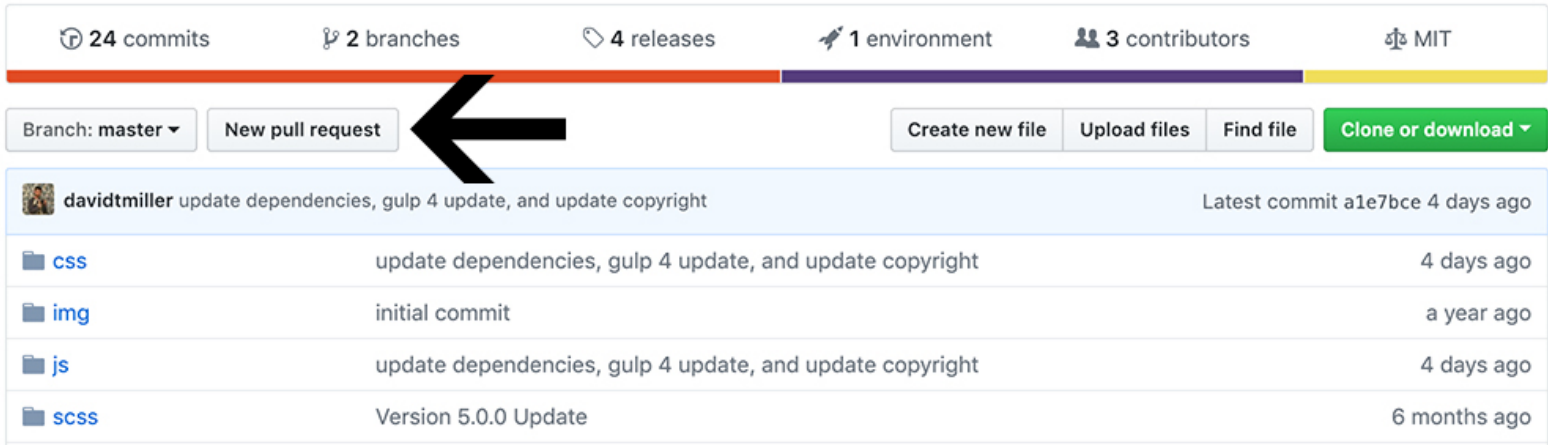 24 commits 2 branches 4 releases 1 environment 3 contributors MIT
Branch: master New pull request Create new file Upload files Find file Clone or download
davidtmiller update dependencies, gulp 4 update, and update copyright Latest commit a1e7bce 4 days ago
css update dependencies, gulp 4 update, and update copyright 4 days ago
img initial commit a year ago
js update dependencies, gulp 4 update, and update copyright 4 days ago
scss Version 5.0.0 Update 6 months ago